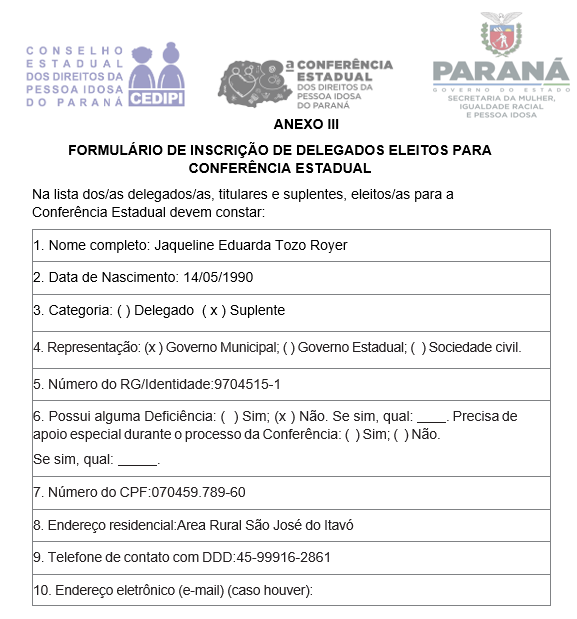 CONSELHO
ESTADUAL
DOS DIREITOS DA
PESSOA IDOSA
DO PARANÁ
CEDIPI
8ª CONFERÊNCIA
ESTADUAL
DOS DIREITOS DA
PESSOA IDOSA
DO PARANÁ
PARANÁ
GOVERNO DO ESTADO
SECRETARIA DA MULHER,
IGUALDADE RACIAL
E PESSOA IDOSA
ANEXO III
FORMULÁRIO DE INSCRIÇÃO DE DELEGADOS ELEITOS PARA
CONFERÊNCIA ESTADUAL
Na lista dos/as delegados/as, titulares e suplentes, eleitos/as para a
Conferência Estadual devem constar:
1. Nome completo: Jaqueline Eduarda Tozo Royer
2. Data de Nascimento: 14/05/1990
3. Categoria: ( ) Delegado ( x ) Suplente
4. Representação: (x ) Governo Municipal; ( ) Governo Estadual; ( ) Sociedade civil.
5. Número do RG/Identidade:9704515-1
6. Possui alguma Deficiência: ( ) Sim; (x ) Não. Se sim, qual: ____. Precisa de
apoio especial durante o processo da Conferência: ( ) Sim; ( ) Não.
Se sim, qual: _____.
7. Número do CPF:070459.789-60
8. Endereço residencial:Area Rural São José do Itavó
9. Telefone de contato com DDD:45-99916-2861
10. Endereço eletrônico (e-mail) (caso houver):